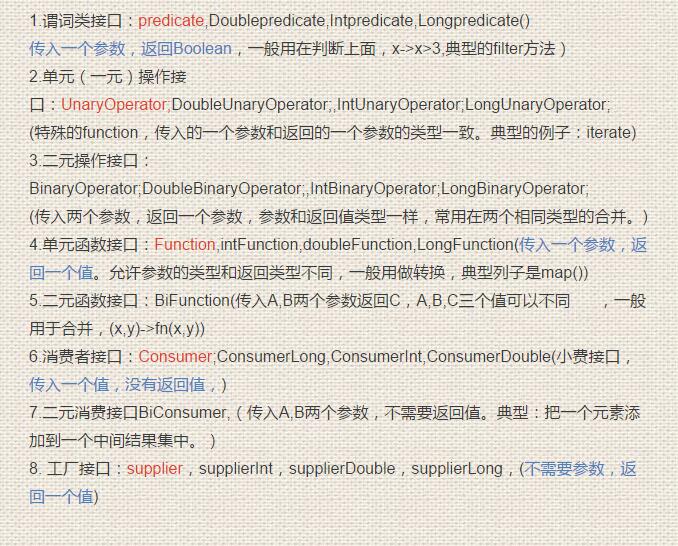 1.谓词类接口：predicate,Doublepredicate,Intpredicate,Longpredicate()
传入一个参数，返回Boolean，一般用在判断上面，x->x>3,典型的filter方法）
2.单元（一元）操作接
口：UnaryOperator;DoubleUnaryOperator;,IntUnaryOperator;LongUnaryOperator;
(特殊的function，传入的一个参数和返回的一个参数的类型一致。典型的例子：iterate)
3.二元操作接口：
BinaryOperator;DoubleBinaryOperator;,IntBinaryOperator;LongBinaryOperator;
(传入两个参数，返回一个参数，参数和返回值类型一样，常用在两个相同类型的合并。)
4.单元函数接口：Function,intFunction,doubleFunction,LongFunction(传入一个参数，返
回一个值。允许参数的类型和返回类型不同，一般用做转换，典型列子是map())
5.二元函数接口：BiFunction(传入A,B两个参数返回C，A,B,C三个值可以不同　　，一般
用于合并，(x,y)->fn(x,y))
6.消费者接口：Consumer;ConsumerLong,ConsumerInt,ConsumerDouble(小费接口，
传入一个值，没有返回值，)
7.二元消费接口BiConsumer,（传入A,B两个参数，不需要返回值。典型：把一个元素添
加到一个中间结果集中。）
8. 工厂接口：supplier，supplierInt，supplierDouble，supplierLong，(不需要参数，返
回一个值)